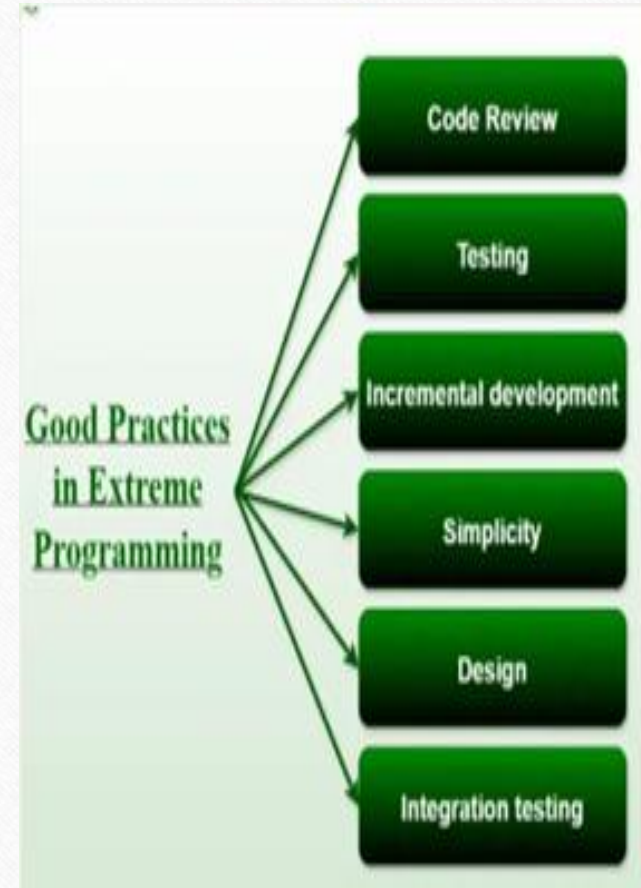 Good Practices
in Extreme
Programming
Code Review
Testing
Incremental development
Simplicity
Design
Integration testing